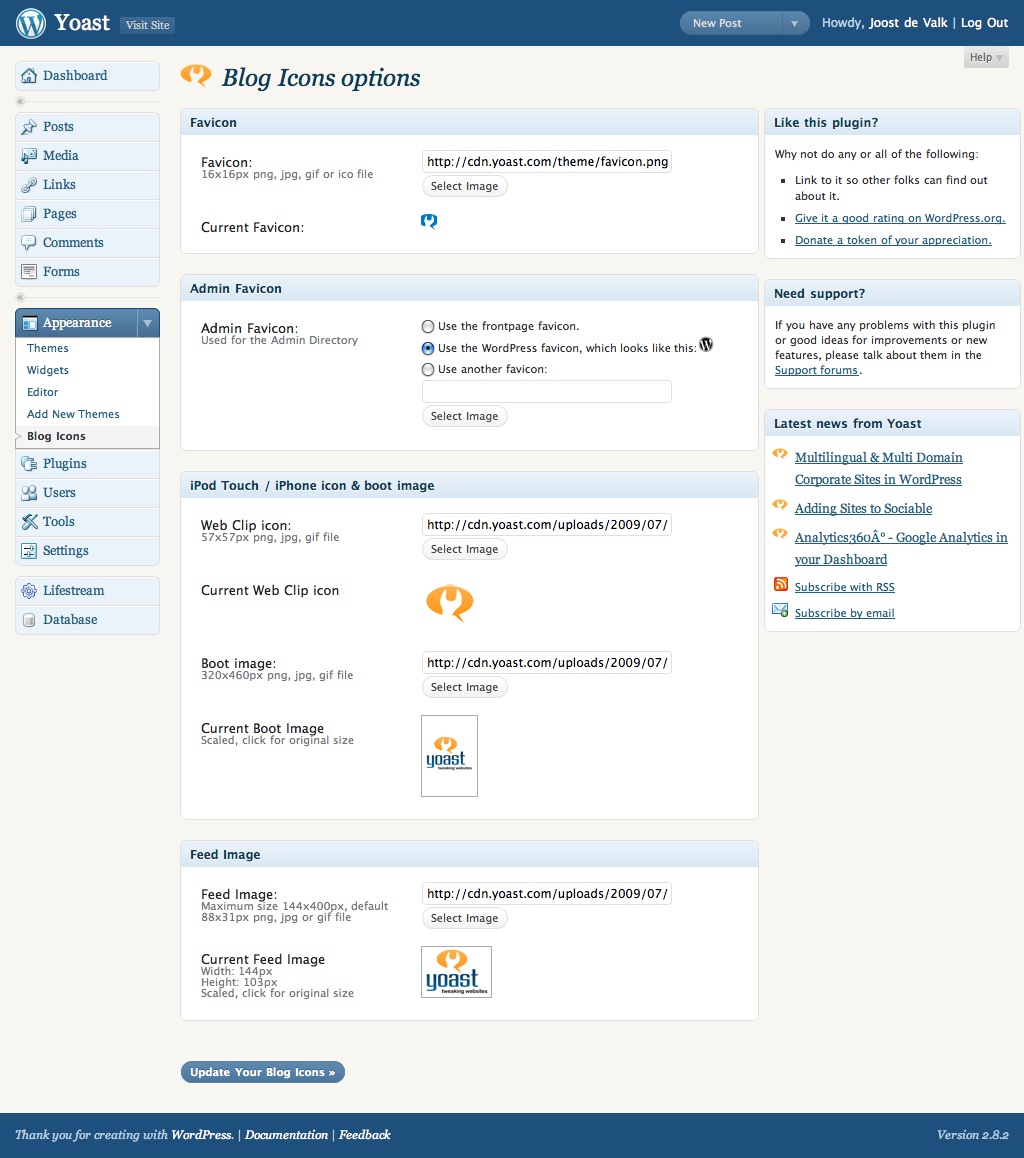 Yoast Visit Site New Post Howdy, Joost de Valk | Log Out
Help
Dashboard
Posts
Media
Links
Pages
Comments
Forms
Appearance
Themes
Widgets
Editor
Add New Themes
Blog Icons
Plugins
Users
Tools
Settings
Lifestream
Database
Blog Icons options
Favicon
Favicon: http://cdn.yoast.com/theme/favicon.png
16x16px png, jpg, gif or ico file
Select Image
Current Favicon:
Admin Favicon
Admin Favicon:
Used for the Admin Directory
Use the frontpage favicon.
Use the WordPress favicon, which looks like this:
Use another favicon:
Select Image
iPod Touch / iPhone icon & boot image
Web Clip icon: http://cdn.yoast.com/uploads/2009/07/
57x57px png, jpg, gif file
Select Image
Current Web Clip icon
Boot image: http://cdn.yoast.com/uploads/2009/07/
320x460px png, jpg, gif file
Select Image
Current Boot Image
Scaled, click for original size
yoast
tweaking websites
Feed Image
Feed Image: http://cdn.yoast.com/uploads/2009/07/
Maximum size 144x400px, default
88x31px png, jpg or gif file
Select Image
Current Feed Image
Width: 144px
Height: 103px
Scaled, click for original size
yoast
tweaking websites
Update Your Blog Icons »
Like this plugin?
Why not do any or all of the following:
Link to it so other folks can find out
about it.
Give it a good rating on WordPress.org.
Donate a token of your appreciation.
Need support?
If you have any problems with this plugin
or good ideas for improvements or new
features, please talk about them in the
Support forums.
Latest news from Yoast
Multilingual & Multi Domain
Corporate Sites in WordPress
Adding Sites to Sociable
Analytics360Âº - Google Analytics in
your Dashboard
Subscribe with RSS
Subscribe by email
Thank you for creating with WordPress. | Documentation | Feedback Version 2.8.2